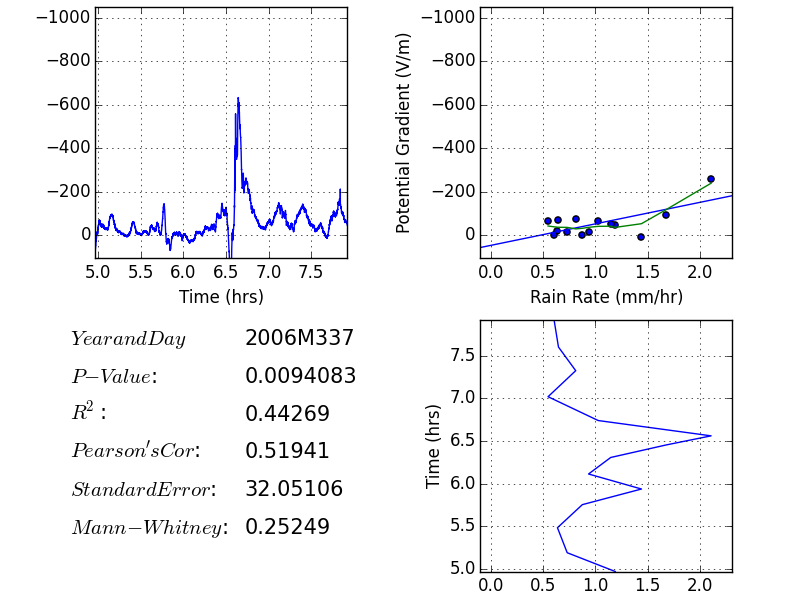 −1000
−800
−600
−400
−200
0
5.0 5.5 6.0 6.5 7.0 7.5
Time (hrs)
Potential Gradient (V/m)
−1000
−800
−600
−400
−200
0
0.0 0.5 1.0 1.5 2.0
Rain Rate (mm/hr)
YearandDay 2006M337
P−Value: 0.0094083
R²: 0.44269
Pearson'sCor: 0.51941
StandardError: 32.05106
Mann−Whitney: 0.25249
Time (hrs)
7.5
7.0
6.5
6.0
5.5
5.0
0.0 0.5 1.0 1.5 2.0